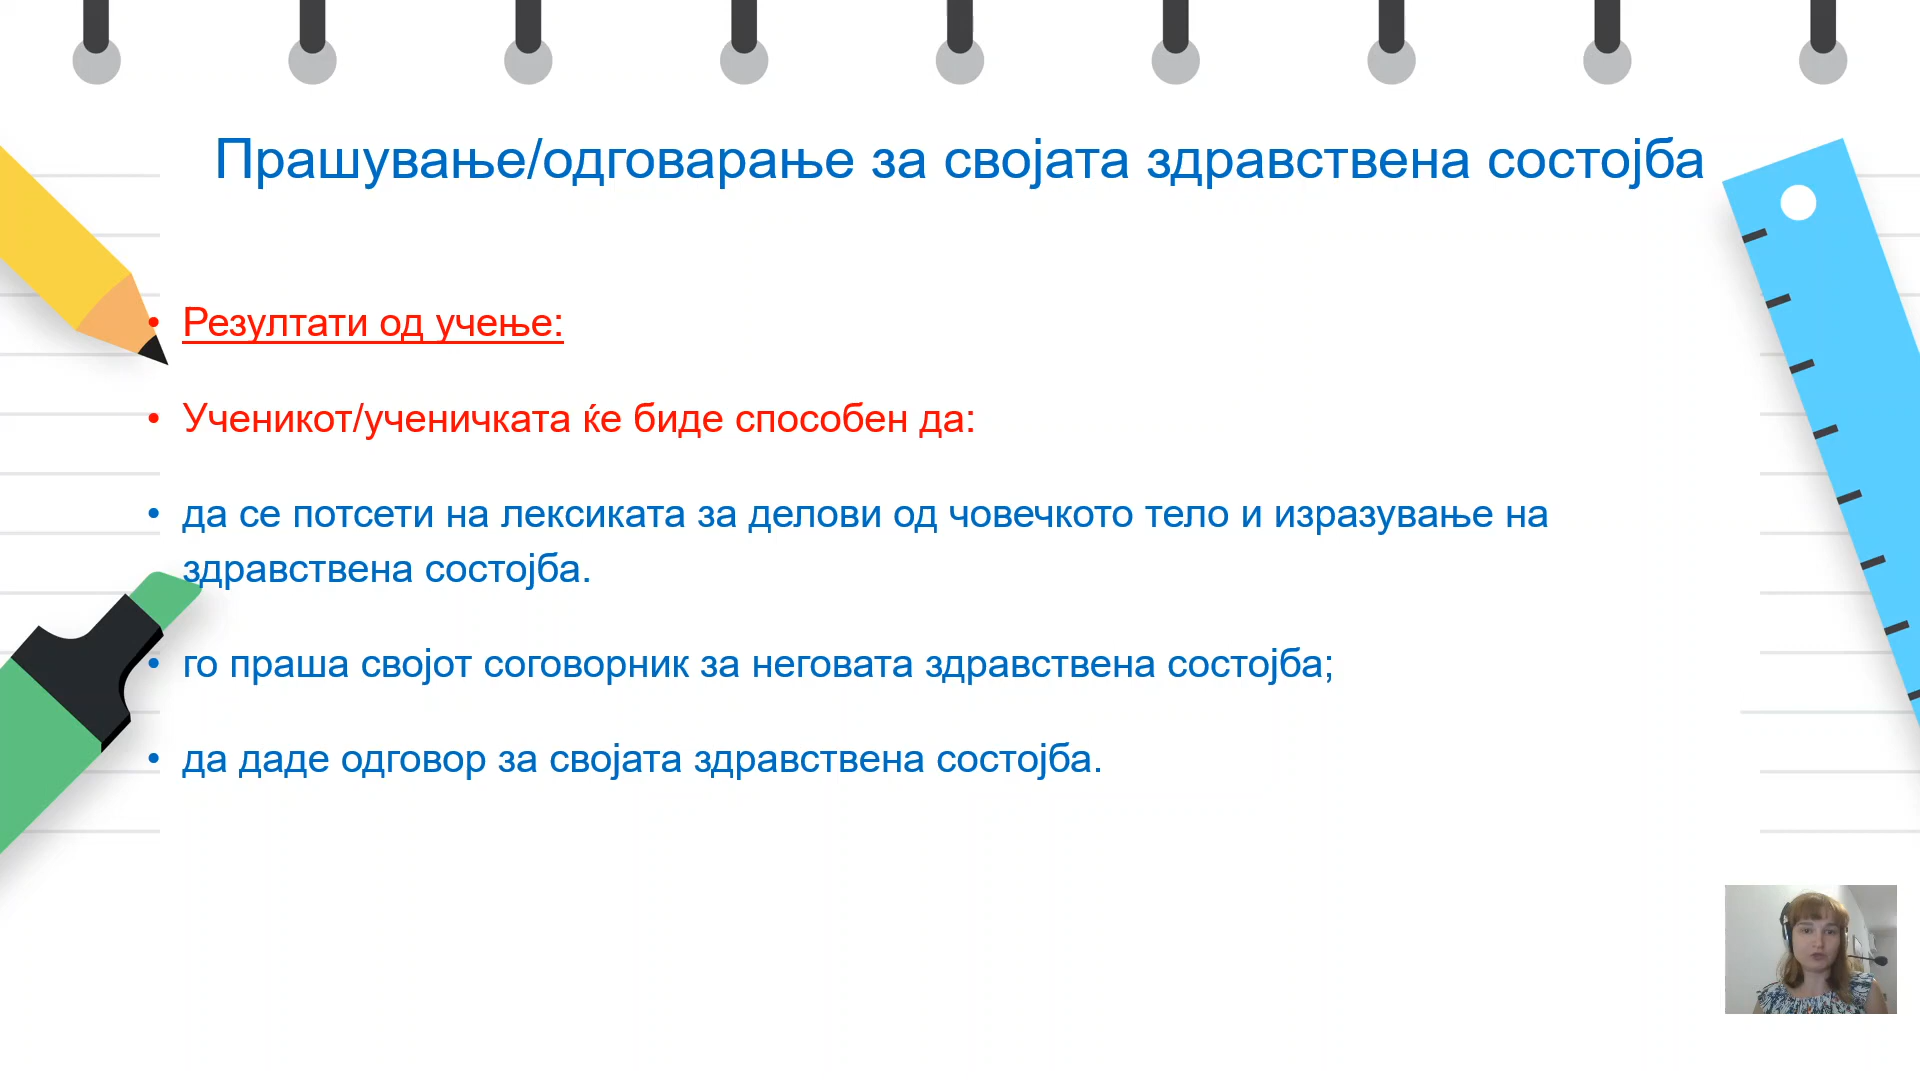 Прашување/одговарање за својата здравствена состојба
• Резултати од учење:
• Ученикот/ученичката ќе биде способен да:
• да се потсети на лексиката за делови од човечкото тело и изразување на
здравствена состојба.
• го праша својот соговорник за неговата здравствена состојба;
• да даде одговор за својата здравствена состојба.